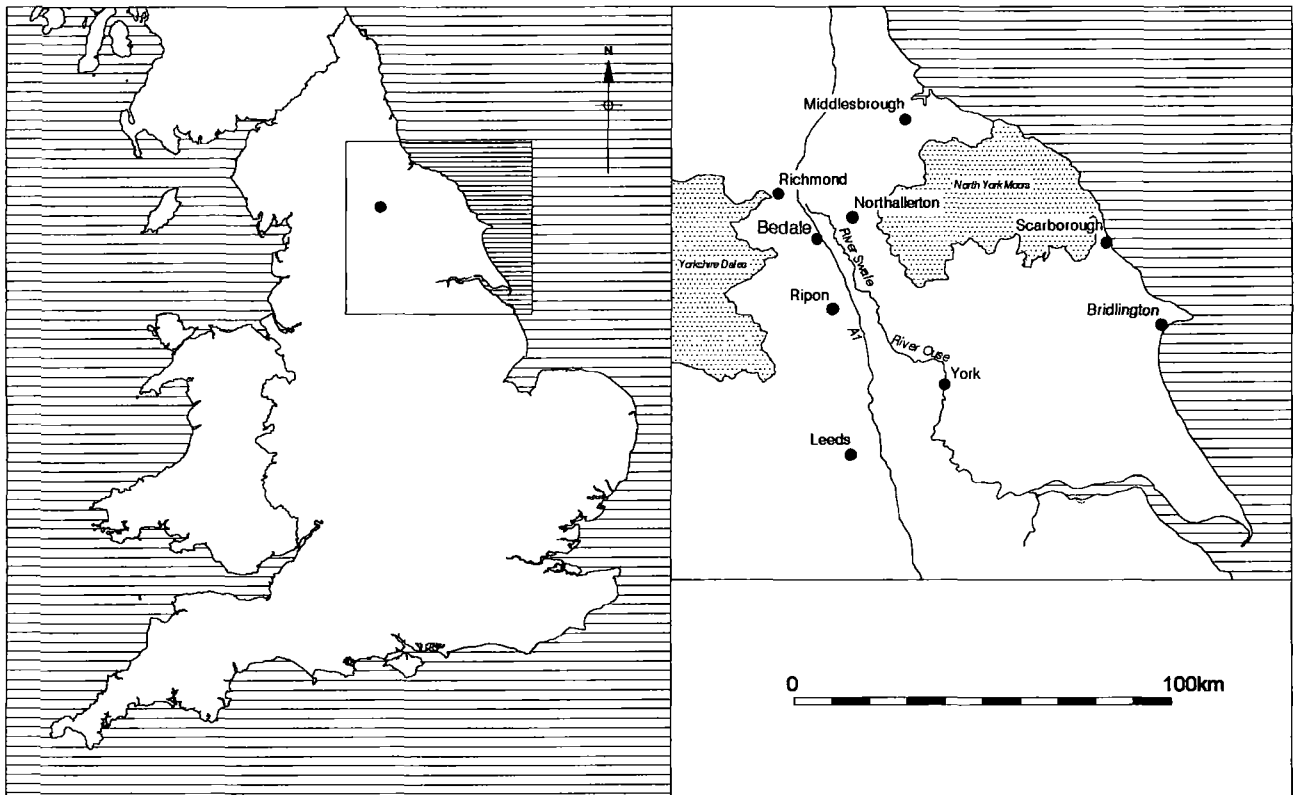 N
Middlesbrough
North York Moors
Richmond
Northallerton
Scarborough
Bedale
River Swale
Yorkshire Dales
Ripon
Bridlington
A1
River Ouse
York
Leeds
0 100km